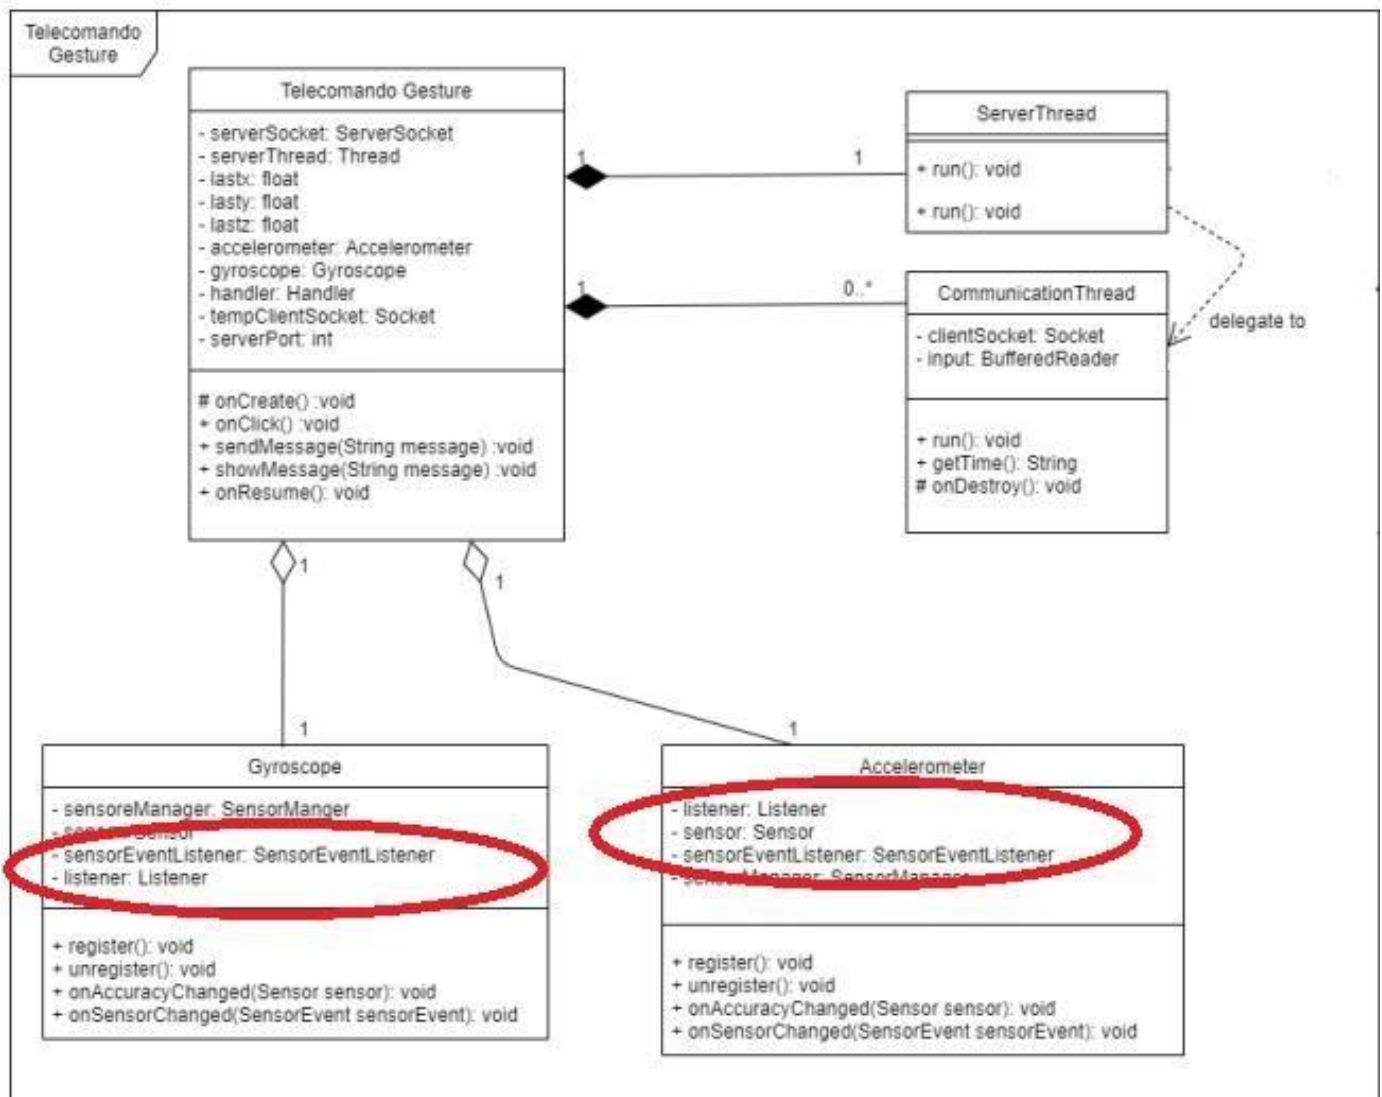 Telecomando
Gesture
Telecomando Gesture
- serverSocket: ServerSocket
- serverThread: Thread
- lastx: float
- lasty: float
- lastz: float
- accelerometer: Accelerometer
- gyroscope: Gyroscope
- handler: Handler
- tempClientSocket: Socket
- serverPort: int
# onCreate() :void
+ onClick() :void
+ sendMessage(String message) :void
+ showMessage(String message) :void
+ onResume(): void
1
1
ServerThread
+ run(): void
+ run(): void
1
0..*
CommunicationThread
- clientSocket: Socket
- input: BufferedReader
+ run(): void
+ getTime(): String
# onDestroy(): void
delegate to
1
1
1
1
Gyroscope
- sensoreManager: SensorManger
- sensor: Sensor
- sensorEventListener: SensorEventListener
- listener: Listener
+ register(): void
+ unregister(): void
+ onAccuracyChanged(Sensor sensor): void
+ onSensorChanged(SensorEvent sensorEvent): void
Accelerometer
- listener: Listener
- sensor: Sensor
- sensorEventListener: SensorEventListener
- sensorManager: SensorManager
+ register(): void
+ unregister(): void
+ onAccuracyChanged(Sensor sensor): void
+ onSensorChanged(SensorEvent sensorEvent): void